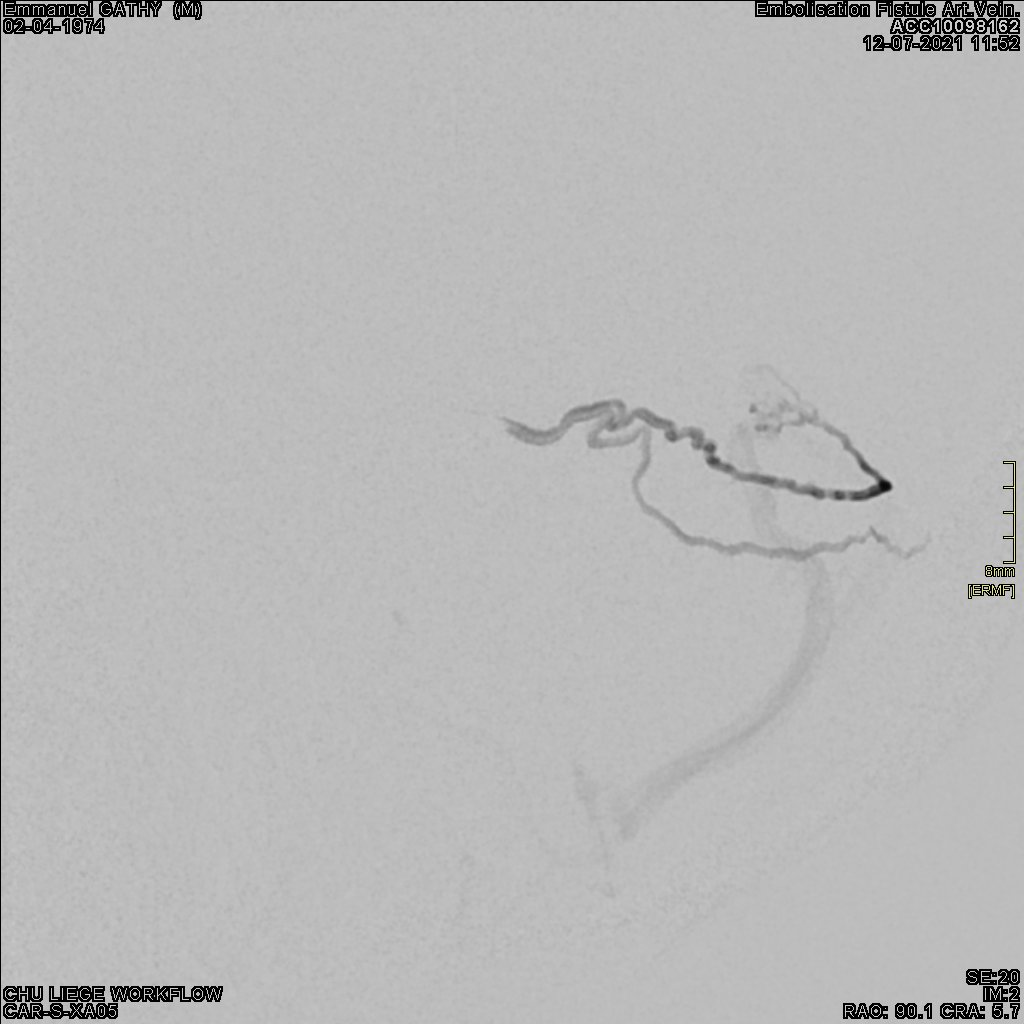 Emmanuel GATHY (M)
02-04-1974
Embolisation Fistule Art.Vein.
ACC10098162
12-07-2021 11:52
8mm
[ERMF]
CHU LIEGE WORKFLOW
CAR-S-XA05
SE:20
IM:2
RAO: 90.1 CRA: 5.7